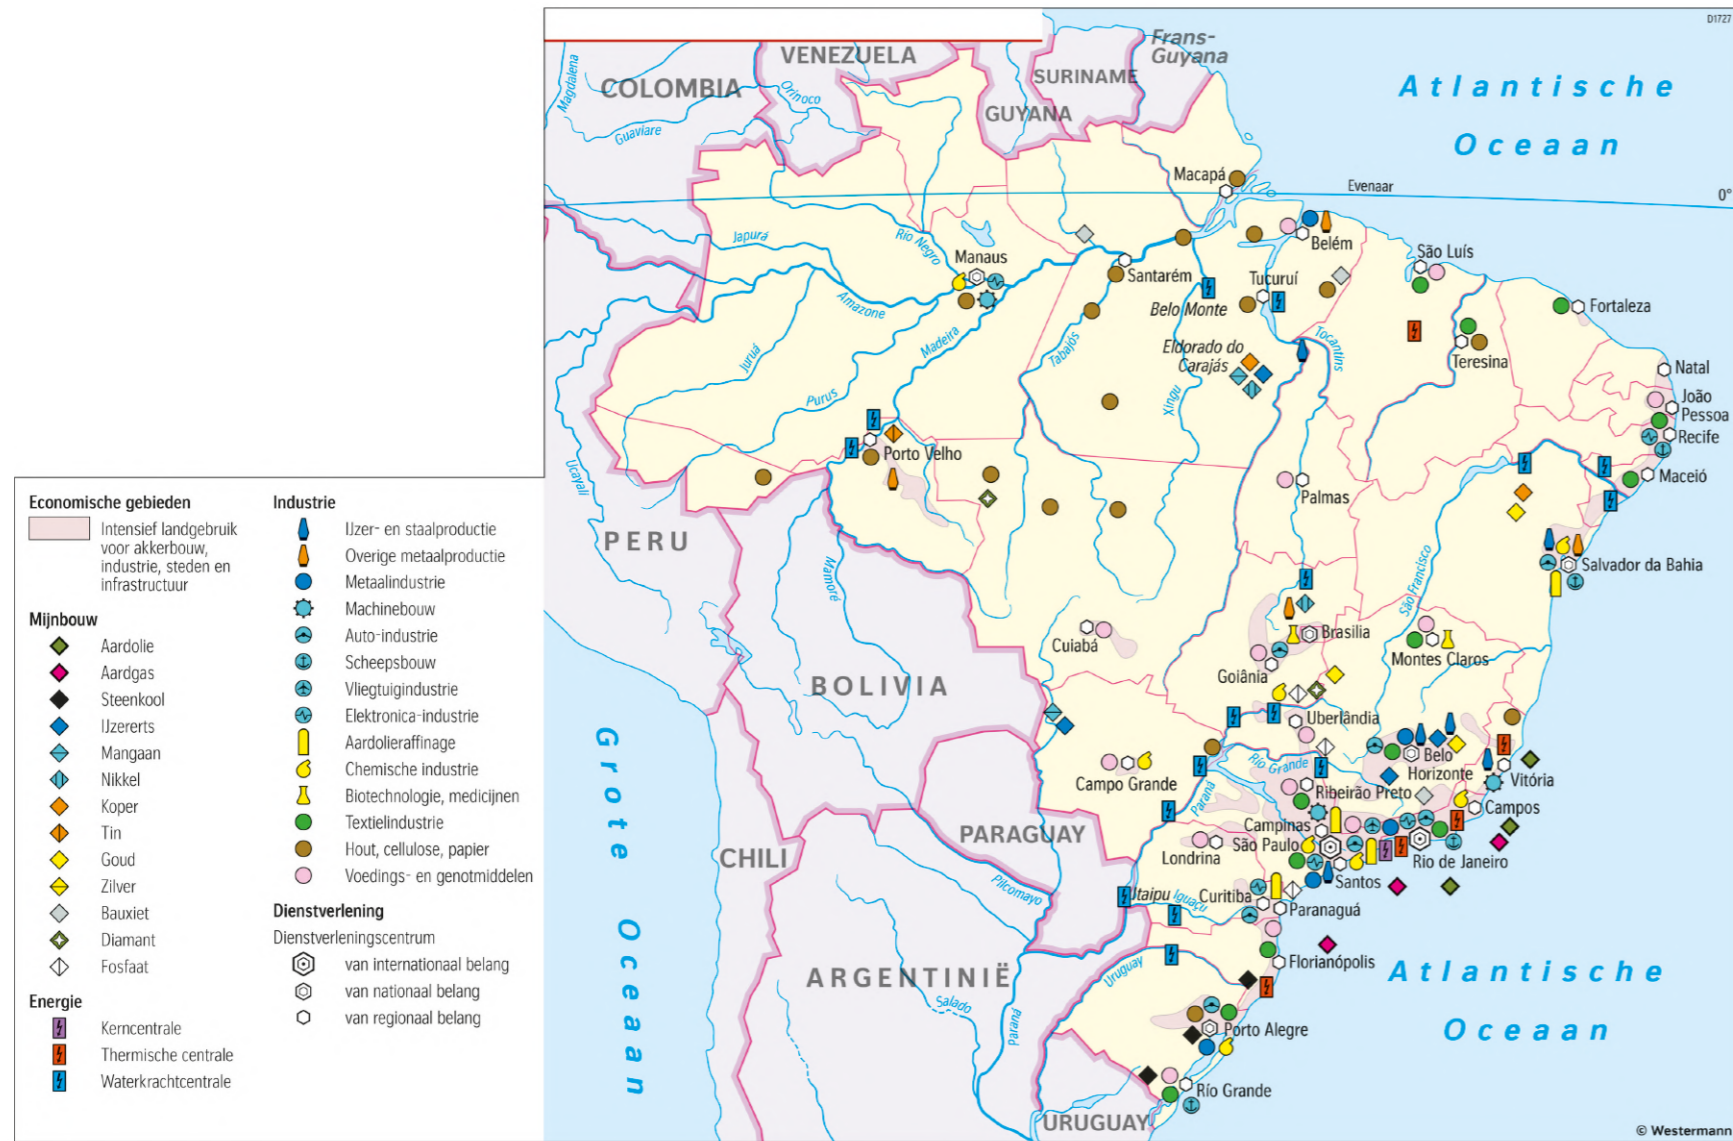 D1727
VENEZUELA
Frans-
Guyana
COLOMBIA
SURINAME
GUYANA
Magdalena
Orinoco
Guaviare
Atlantische
Oceaan
Macapá
Evenaar
0°
Japurá
Rio Negro
Manaus
Belém
São Luís
Santarém
Tucuruí
Amazone
Belo Monte
Fortaleza
Madeira
Tabajós
Tocantins
Eldorado do
Carajás
Teresina
Juruá
Purus
Xingu
Natal
João
Pessoa
Recife
Porto Velho
Maceió
Ucayali
Palmas
PERU
Mamoré
São Francisco
Salvador da Bahia
Cuiabá
Brasilia
Montes Claros
Goiânia
BOLIVIA
Uberlândia
Rio Grande
Belo
Horizonte
Vitória
Campo Grande
Ribeirão Preto
Paraná
Campos
Campinas
PARAGUAY
São Paulo
Rio de Janeiro
Londrina
CHILI
Santos
Pilcomayo
Itaipu
Iguaçu
Curitiba
Paranaguá
Florianópolis
Uruguay
ARGENTINIË
Salado
Paraná
Porto Alegre
Río Grande
URUGUAY
Grote Oceaan
Atlantische
Oceaan
© Westermann
Economische gebieden
Intensief landgebruik
voor akkerbouw,
industrie, steden en
infrastructuur
Mijnbouw
Aardolie
Aardgas
Steenkool
IJzererts
Mangaan
Nikkel
Koper
Tin
Goud
Zilver
Bauxiet
Diamant
Fosfaat
Energie
Kerncentrale
Thermische centrale
Waterkrachtcentrale
Industrie
IJzer- en staalproductie
Overige metaalproductie
Metaalindustrie
Machinebouw
Auto-industrie
Scheepsbouw
Vliegtuigindustrie
Elektronica-industrie
Aardolieraffinage
Chemische industrie
Biotechnologie, medicijnen
Textielindustrie
Hout, cellulose, papier
Voedings- en genotmiddelen
Dienstverlening
Dienstverleningscentrum
van internationaal belang
van nationaal belang
van regionaal belang